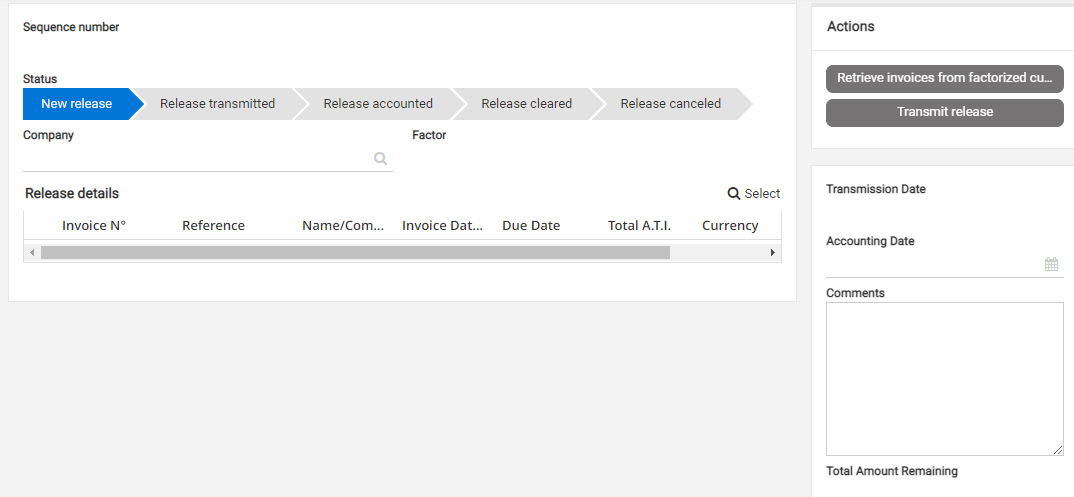 Sequence number
Status
New release
Release transmitted
Release accounted
Release cleared
Release canceled
Company
Factor
Release details
Select
Invoice N°
Reference
Name/Com...
Invoice Dat...
Due Date
Total A.T.I.
Currency
Actions
Retrieve invoices from factorized cu...
Transmit release
Transmission Date
Accounting Date
Comments
Total Amount Remaining